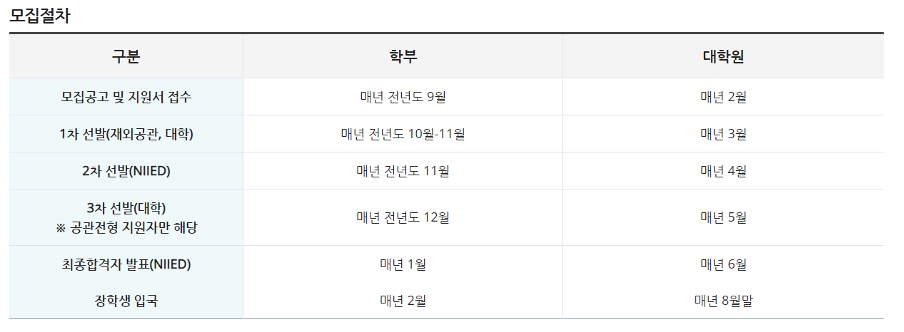 모집절차
구분 학부 대학원
모집공고 및 지원서 접수 매년 전년도 9월 매년 2월
1차 선발(재외공관, 대학) 매년 전년도 10월-11월 매년 3월
2차 선발(NIIED) 매년 전년도 11월 매년 4월
3차 선발(대학)
※ 공관전형 지원자만 해당 매년 전년도 12월 매년 5월
최종합격자 발표(NIIED) 매년 1월 매년 6월
장학생 입국 매년 2월 매년 8월말